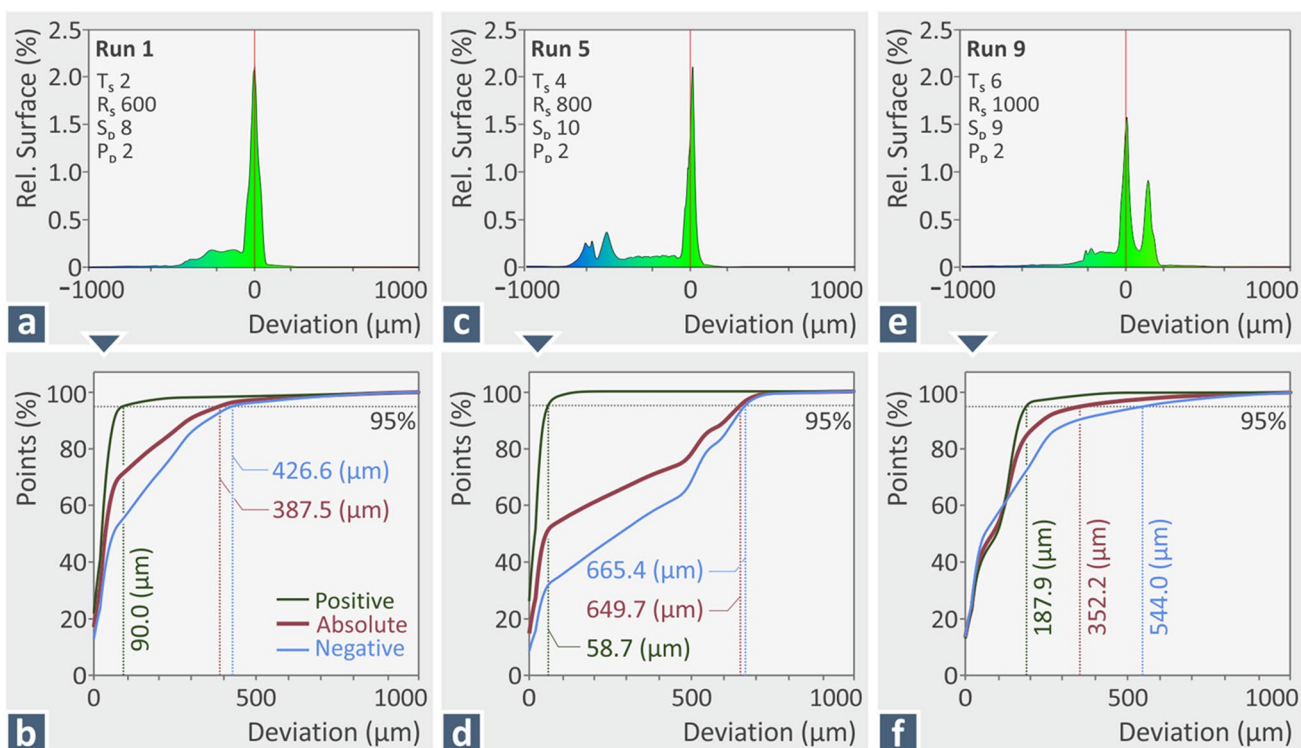 Rel. Surface (%)
2.5
2.0
1.5
1.0
0.5
0
Run 1
Tₛ 2
Rₛ 600
S_D 8
P_D 2
−1000
0
1000
Deviation (µm)
a
Rel. Surface (%)
2.5
2.0
1.5
1.0
0.5
0
Run 5
Tₛ 4
Rₛ 800
S_D 10
P_D 2
−1000
0
1000
Deviation (µm)
c
Rel. Surface (%)
2.5
2.0
1.5
1.0
0.5
0
Run 9
Tₛ 6
Rₛ 1000
S_D 9
P_D 2
−1000
0
1000
Deviation (µm)
e
Points (%)
100
80
60
40
20
0
95%
426.6 (µm)
387.5 (µm)
90.0 (µm)
Positive
Absolute
Negative
0
500
1000
Deviation (µm)
b
Points (%)
100
80
60
40
20
0
95%
665.4 (µm)
649.7 (µm)
58.7 (µm)
0
500
1000
Deviation (µm)
d
Points (%)
100
80
60
40
20
0
95%
187.9 (µm)
352.2 (µm)
544.0 (µm)
0
500
1000
Deviation (µm)
f